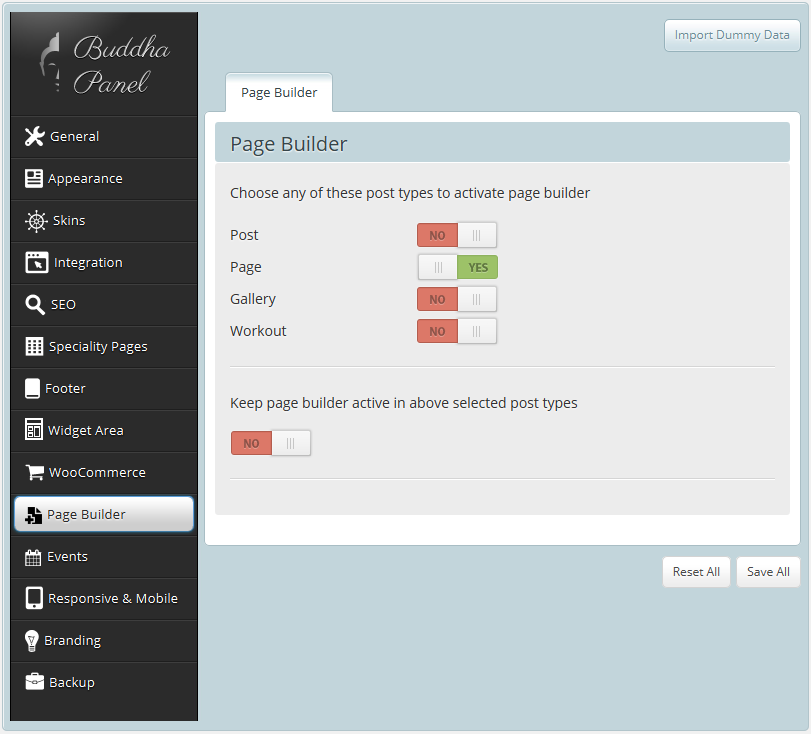 Buddha
Panel
General
Appearance
Skins
Integration
SEO
Speciality Pages
Footer
Widget Area
WooCommerce
Page Builder
Events
Responsive & Mobile
Branding
Backup
Import Dummy Data
Page Builder
Page Builder
Choose any of these post types to activate page builder
Post NO
Page YES
Gallery NO
Workout NO
Keep page builder active in above selected post types
NO
Reset All Save All